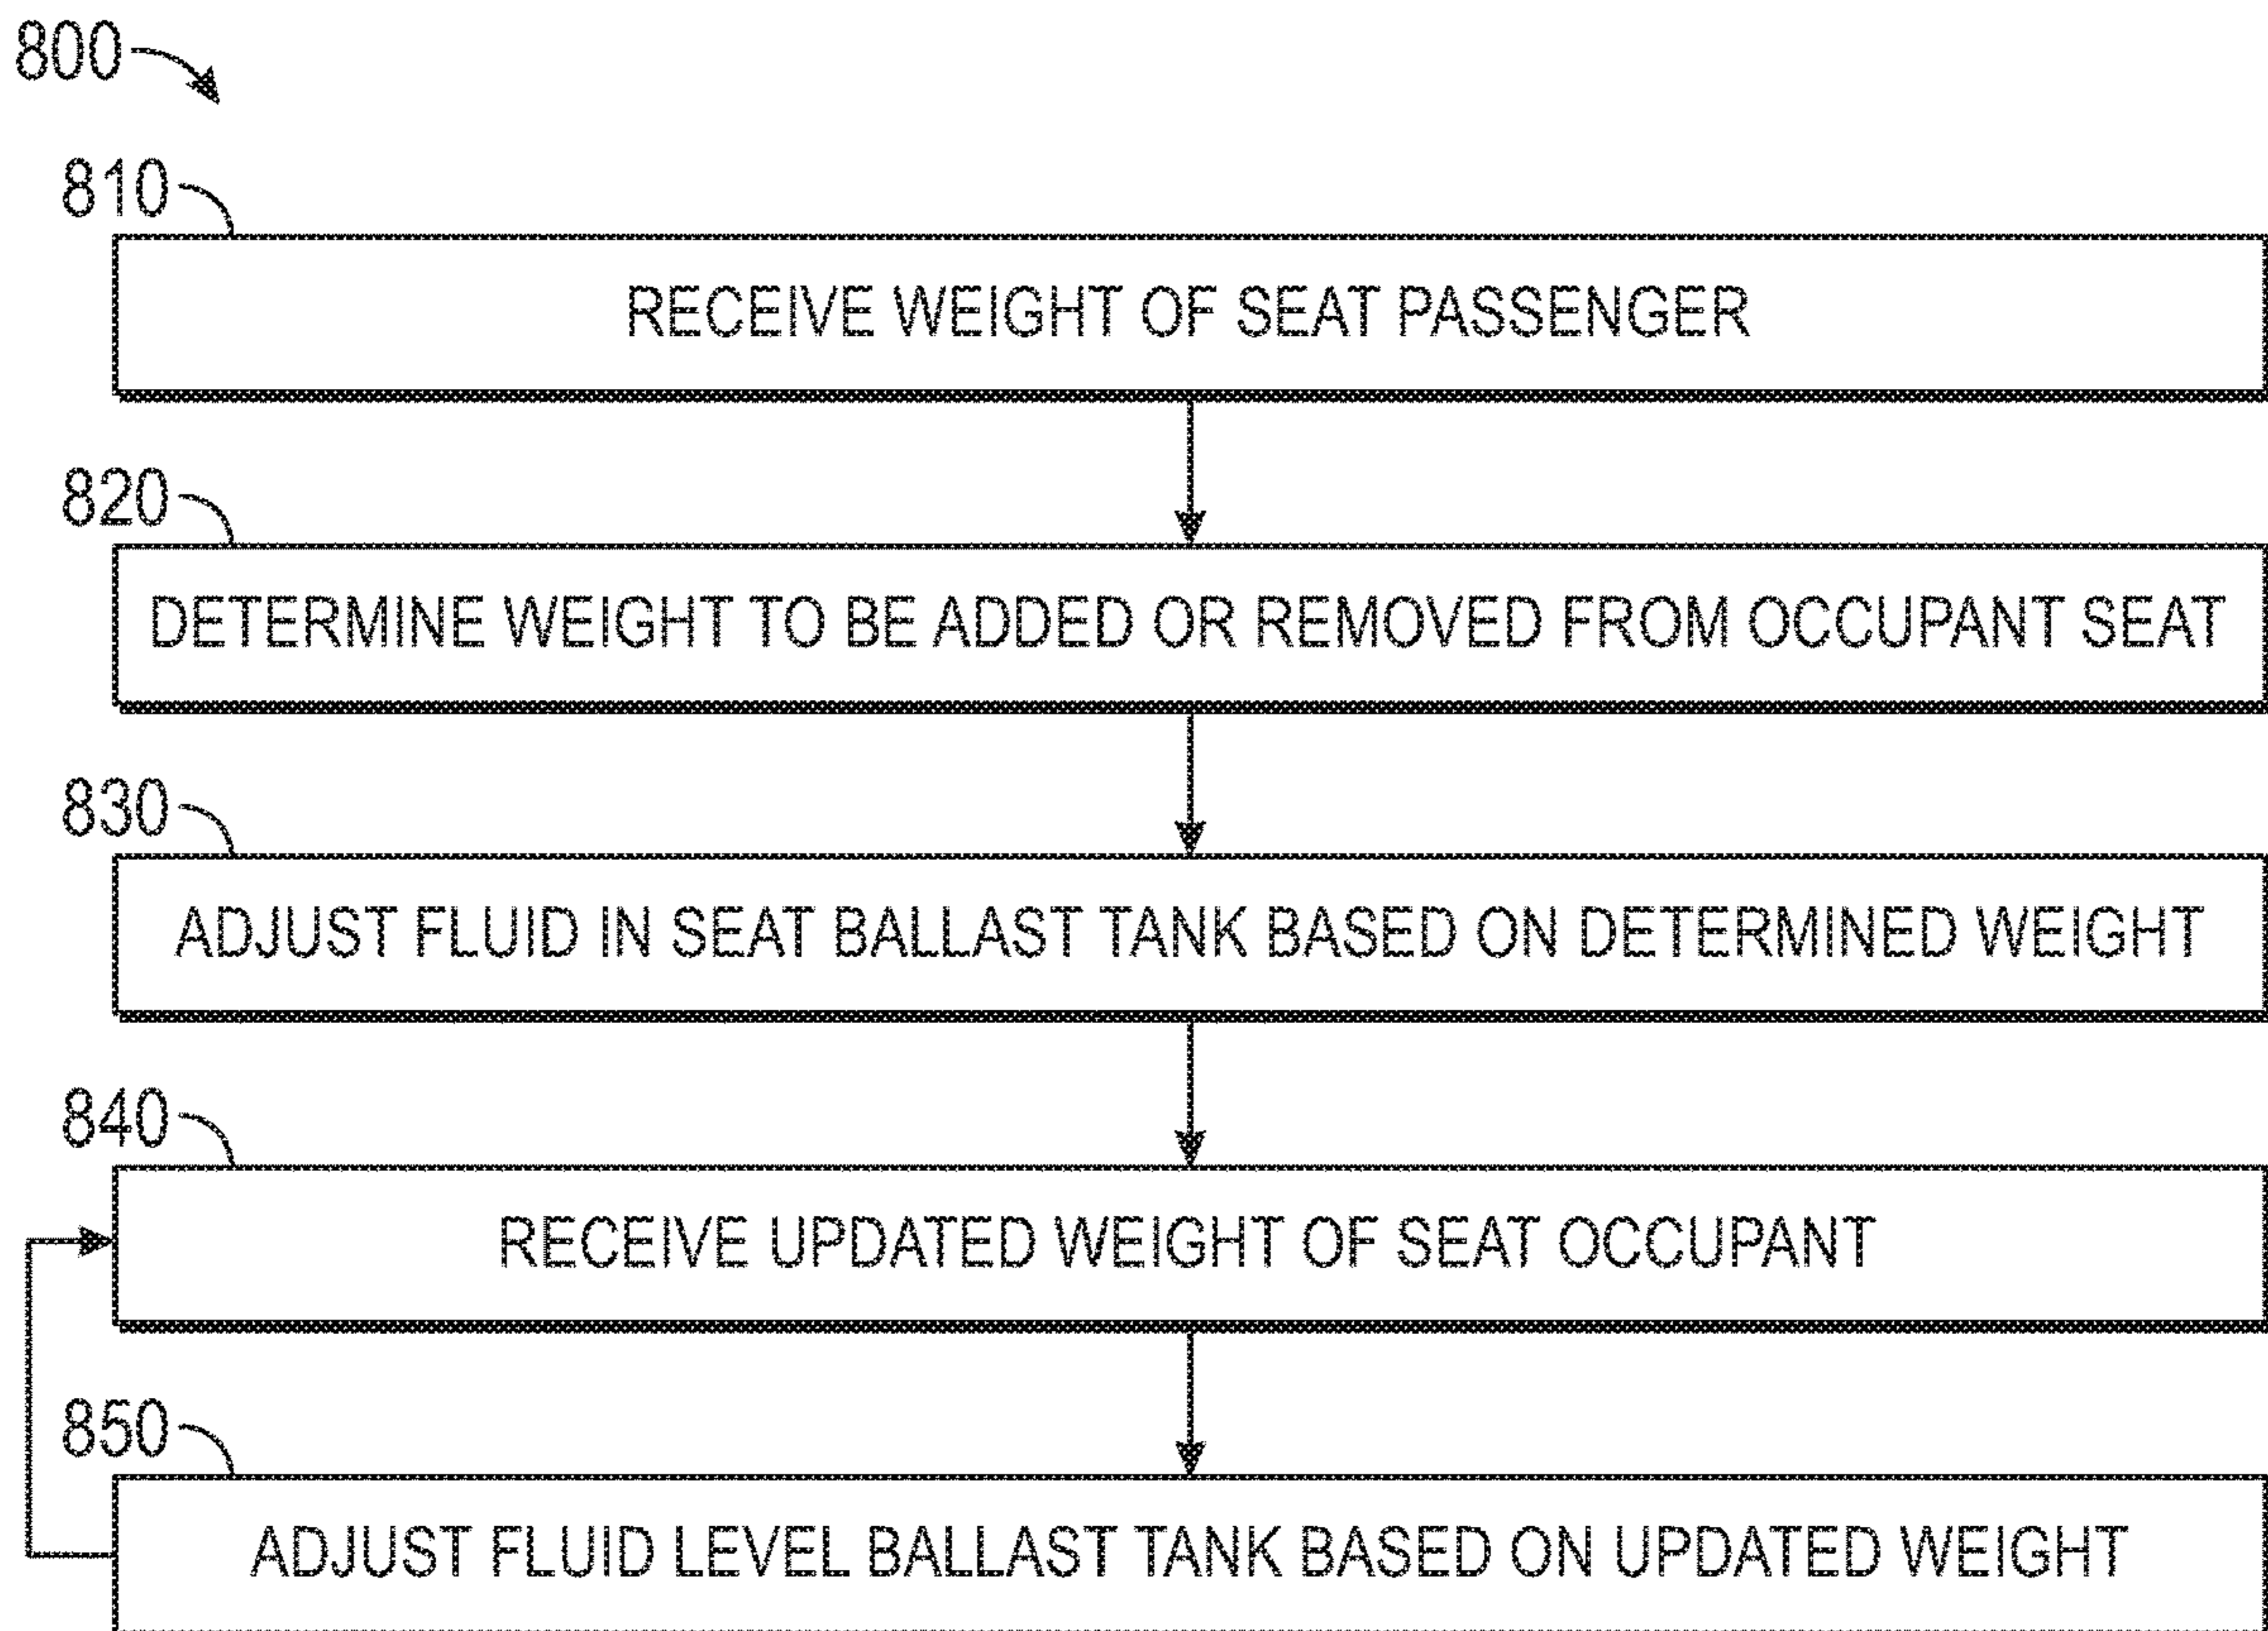 800
810
RECEIVE WEIGHT OF SEAT PASSENGER
820
DETERMINE WEIGHT TO BE ADDED OR REMOVED FROM OCCUPANT SEAT
830
ADJUST FLUID IN SEAT BALLAST TANK BASED ON DETERMINED WEIGHT
840
RECEIVE UPDATED WEIGHT OF SEAT OCCUPANT
850
ADJUST FLUID LEVEL BALLAST TANK BASED ON UPDATED WEIGHT